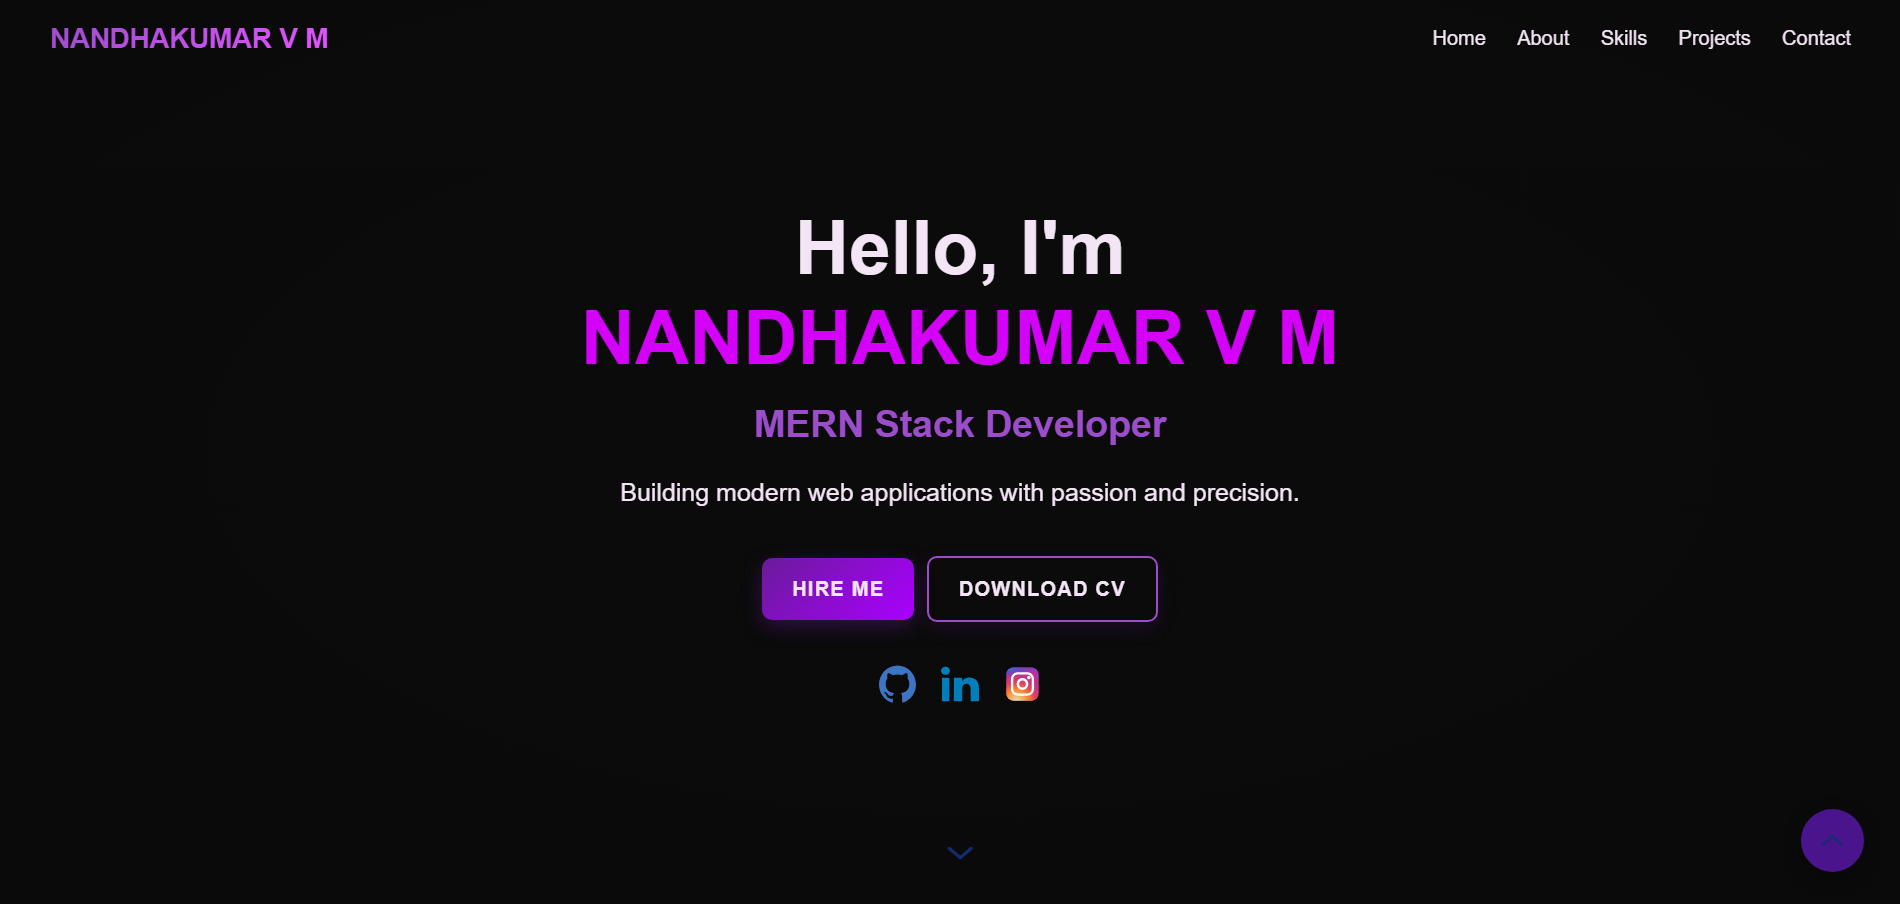 NANDHAKUMAR V M
Home About Skills Projects Contact
Hello, I'm
NANDHAKUMAR V M
MERN Stack Developer
Building modern web applications with passion and precision.
HIRE ME
DOWNLOAD CV
in